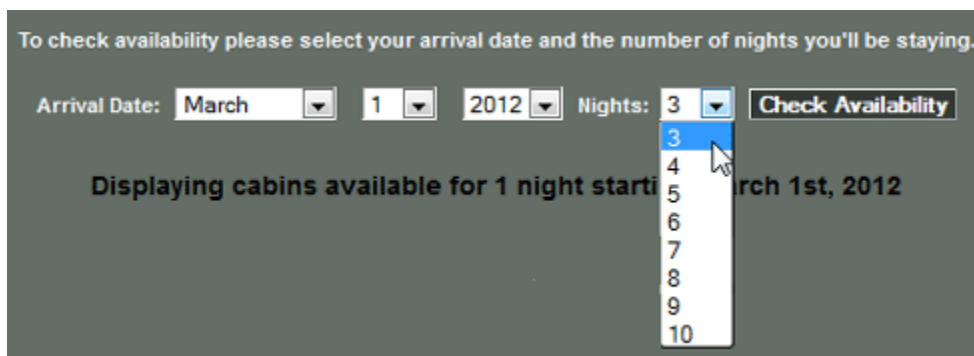 To check availability please select your arrival date and the number of nights you'll be staying.
Arrival Date: March 1 2012 Nights: 3 Check Availability
3
4
Displaying cabins available for 1 night starti rch 1st, 2012
5
6
7
8
9
10